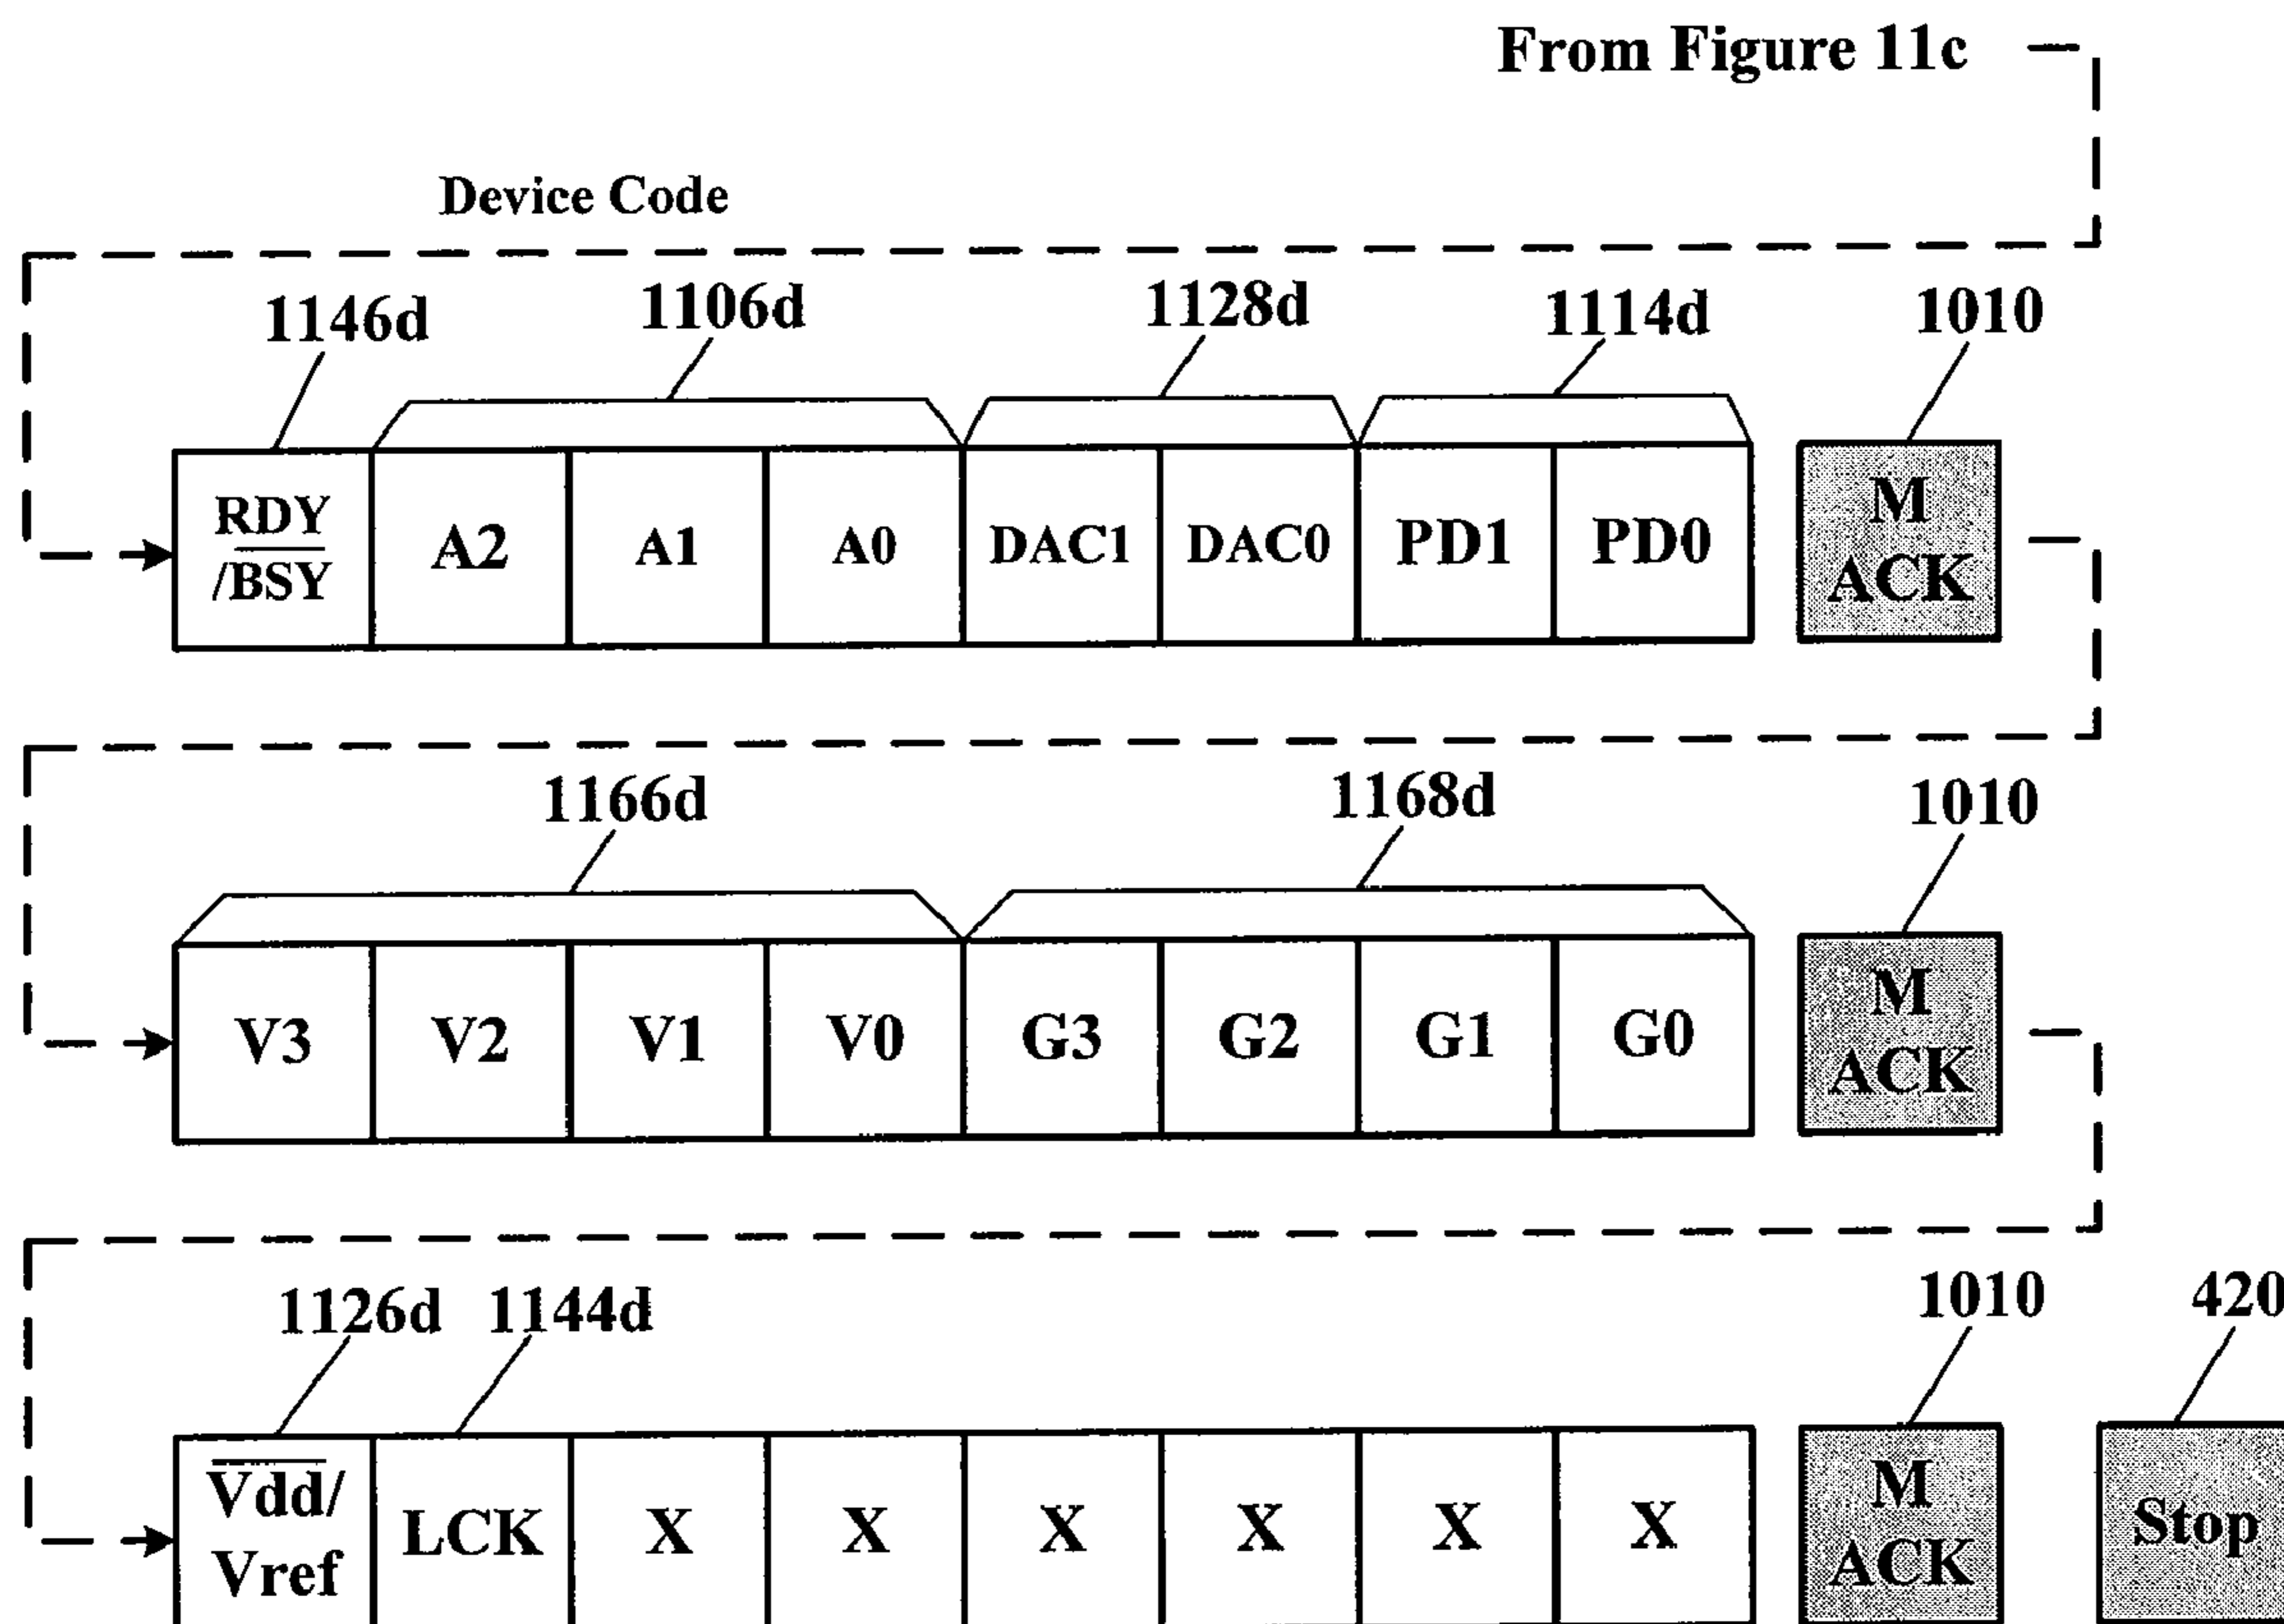 From Figure 11c
Device Code
1146d 1106d 1128d 1114d 1010
RDY /BSY A2 A1 A0 DAC1 DAC0 PD1 PD0 M ACK
1166d 1168d 1010
V3 V2 V1 V0 G3 G2 G1 G0 M ACK
1126d 1144d 1010 420
Vdd/ Vref LCK X X X X X X M ACK Stop